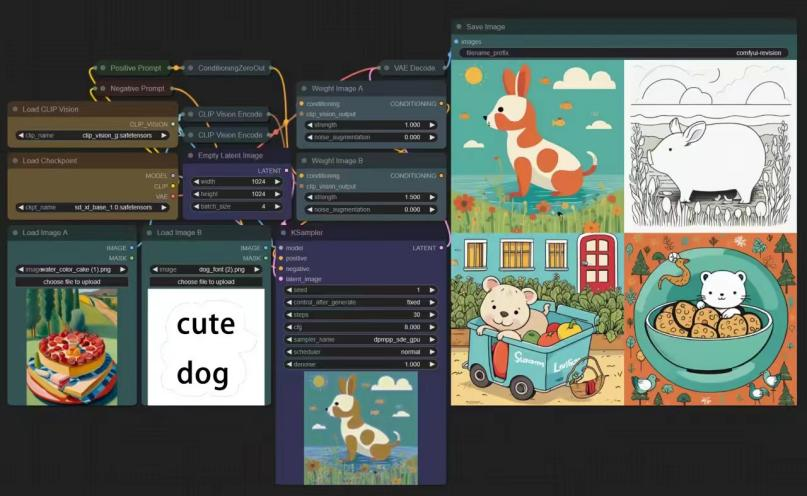 Positive Prompt
ConditioningZeroOut
VAE Decode
Negative Prompt
Load CLIP Vision
CLIP_VISION
clip_name clip_vision_g.safetensors
CLIP Vision Encode
CLIP Vision Encode
Load Checkpoint
MODEL
CLIP
VAE
ckpt_name sd_xl_base_1.0.safetensors
Empty Latent Image
LATENT
width 1024
height 1024
batch_size 4
Weight Image A
conditioning CONDITIONING
clip_vision_output
strength 1.000
noise_augmentation 0.000
Weight Image B
conditioning CONDITIONING
clip_vision_output
strength 1.500
noise_augmentation 0.000
Load Image A
IMAGE
MASK
water_color_cake (1).png
choose file to upload
Load Image B
IMAGE
MASK
image dog_font (2).png
choose file to upload
cute
dog
KSampler
model LATENT
positive
negative
latent_image
seed 1
control_after_generate fixed
steps 30
cfg 8.000
sampler_name dpmpp_sde_gpu
scheduler normal
denoise 1.000
Save Image
images
filename_prefix comfyui-revision